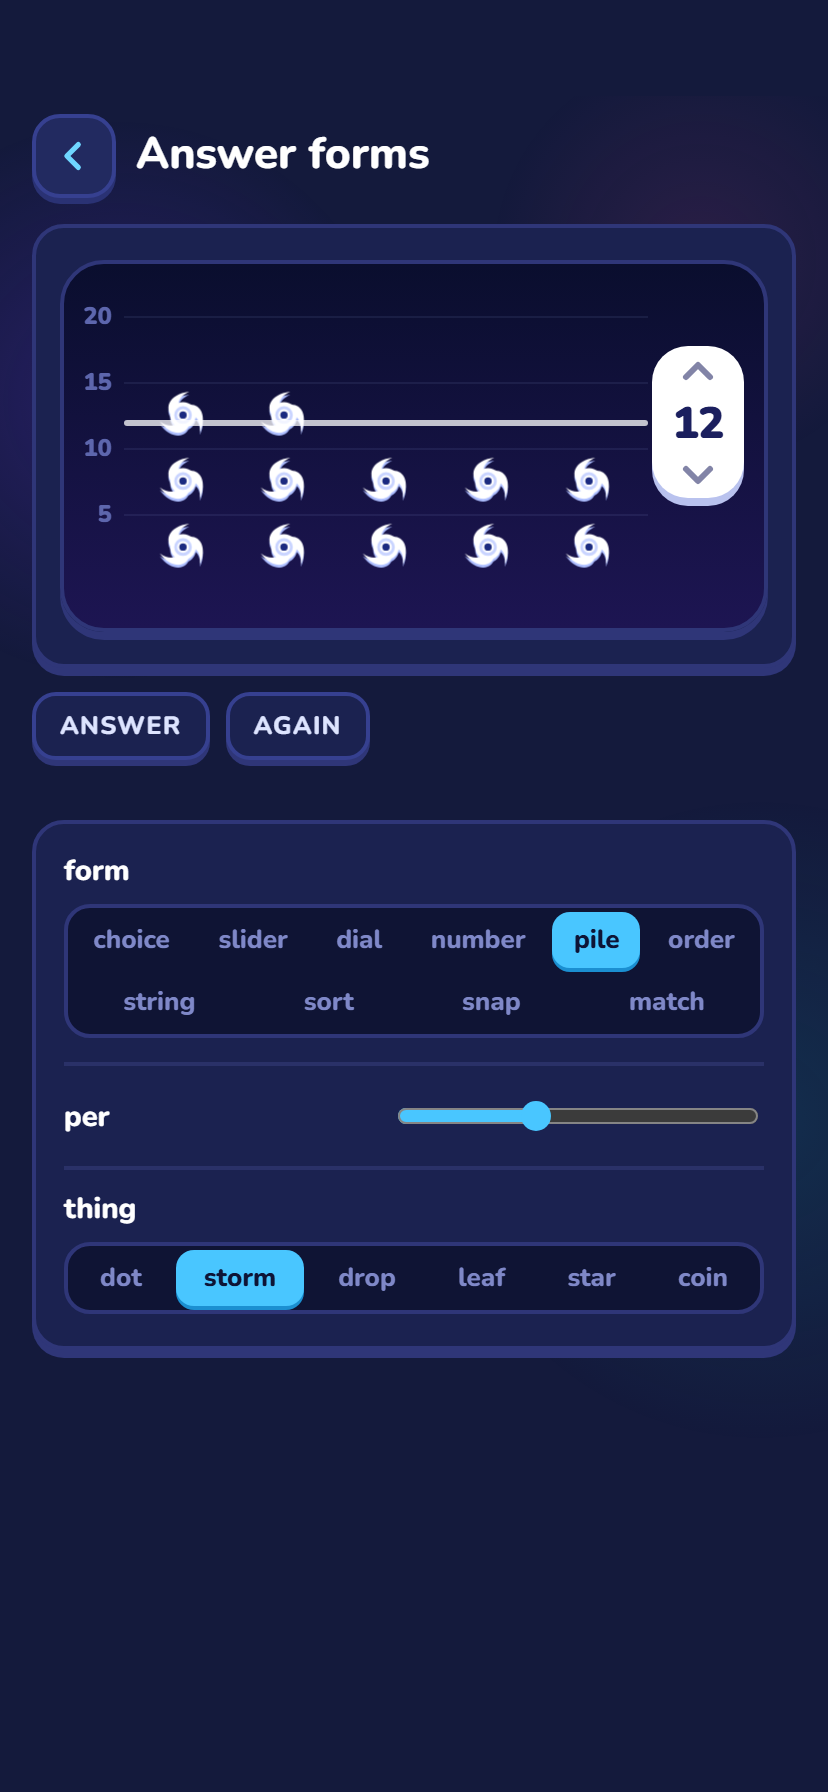 Answer forms
20
15
12
10
5
ANSWER AGAIN
form
choice slider dial number pile order
string sort snap match
per
thing
dot storm drop leaf star coin